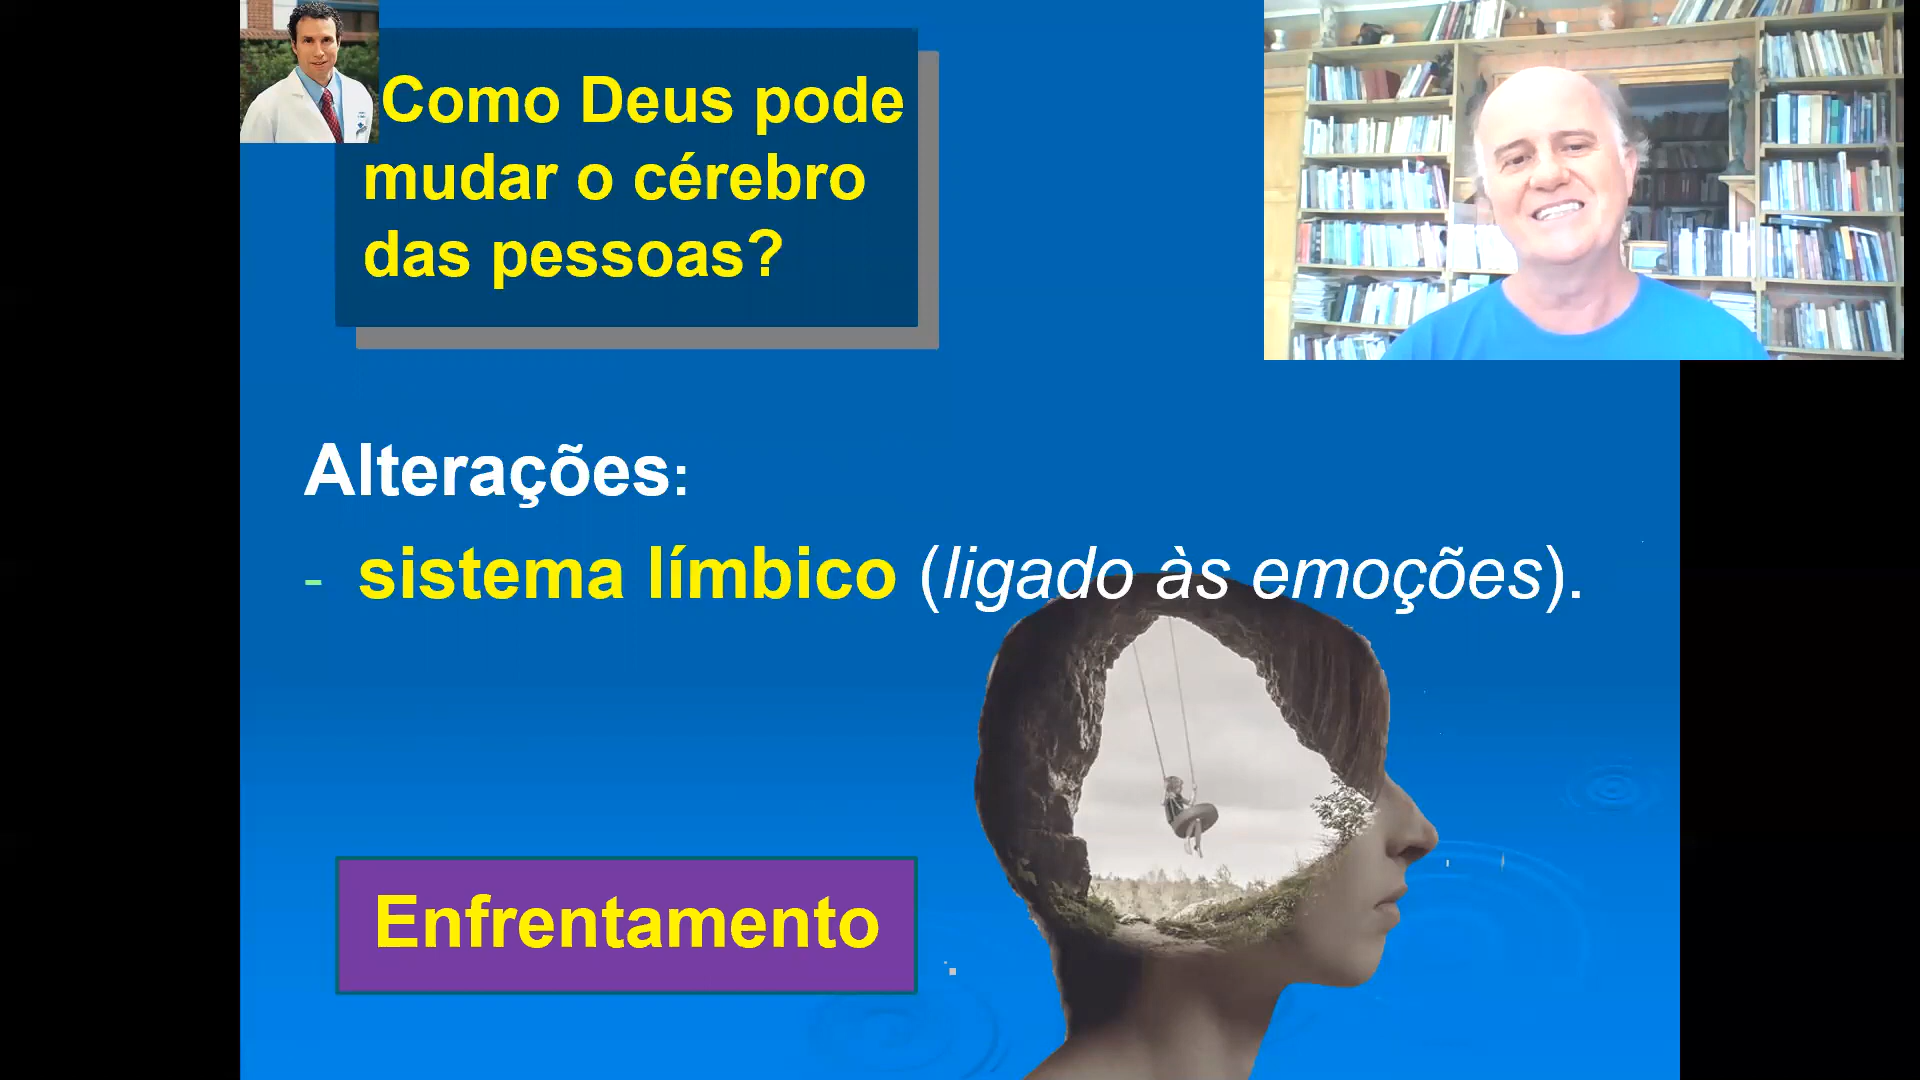 Como Deus pode
mudar o cérebro
das pessoas?
Alterações:
- sistema límbico (ligado às emoções).
Enfrentamento